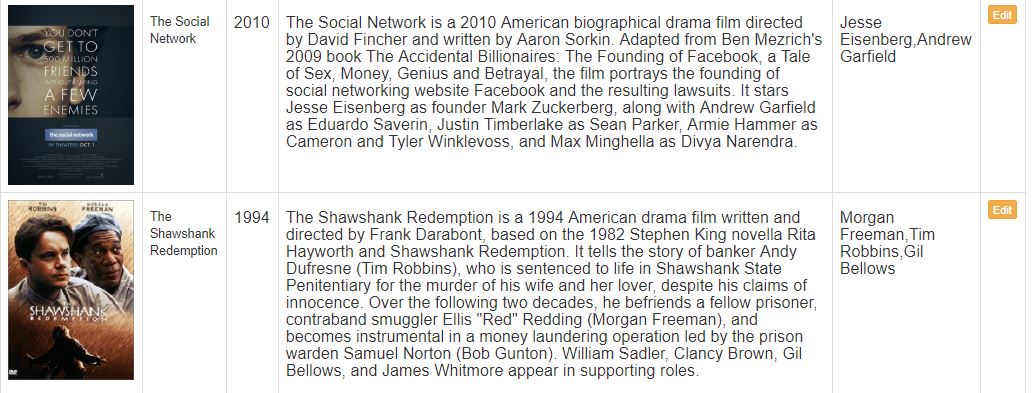 YOU DON'T
GET TO
500 MILLION
FRIENDS
WITHOUT MAKING
A FEW
ENEMIES
the social network
IN THEATERS OCT 1
The Social
Network
2010
The Social Network is a 2010 American biographical drama film directed
by David Fincher and written by Aaron Sorkin. Adapted from Ben Mezrich's
2009 book The Accidental Billionaires: The Founding of Facebook, a Tale
of Sex, Money, Genius and Betrayal, the film portrays the founding of
social networking website Facebook and the resulting lawsuits. It stars
Jesse Eisenberg as founder Mark Zuckerberg, along with Andrew Garfield
as Eduardo Saverin, Justin Timberlake as Sean Parker, Armie Hammer as
Cameron and Tyler Winklevoss, and Max Minghella as Divya Narendra.
Jesse
Eisenberg,Andrew
Garfield
Edit
TIM ROBBINS
MORGAN FREEMAN
SHAWSHANK
REDEMPTION
The
Shawshank
Redemption
1994
The Shawshank Redemption is a 1994 American drama film written and
directed by Frank Darabont, based on the 1982 Stephen King novella Rita
Hayworth and Shawshank Redemption. It tells the story of banker Andy
Dufresne (Tim Robbins), who is sentenced to life in Shawshank State
Penitentiary for the murder of his wife and her lover, despite his claims of
innocence. Over the following two decades, he befriends a fellow prisoner,
contraband smuggler Ellis "Red" Redding (Morgan Freeman), and
becomes instrumental in a money laundering operation led by the prison
warden Samuel Norton (Bob Gunton). William Sadler, Clancy Brown, Gil
Bellows, and James Whitmore appear in supporting roles.
Morgan
Freeman,Tim
Robbins,Gil
Bellows
Edit